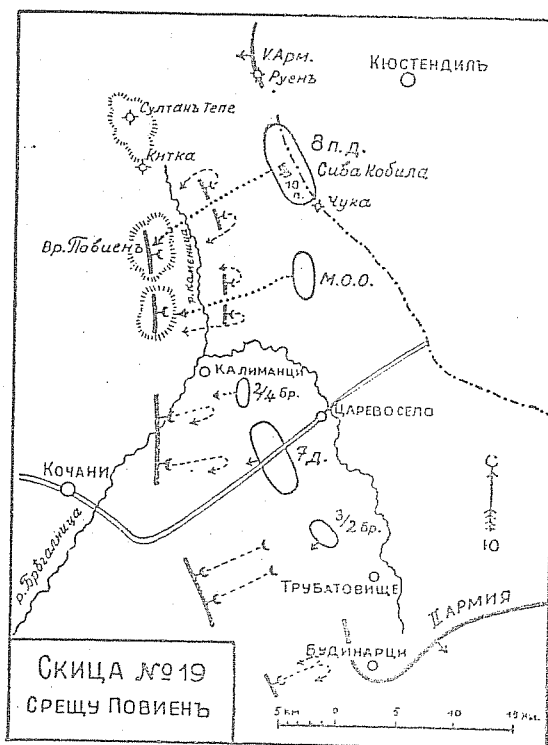 V. Арм.
Руенъ
Кюстендилъ
Султанъ Тепе
Китка
8 п.д.
Сива Кобила
10 п.
Чука
Вр. Повиенъ
р. Каменица
М.О.О.
Калиманци
2/4 бр.
Царево село
7 д.
Кочани
3/2 бр.
С
Ю
р. Брѣгалница
Трубатовище
II Армия
Будинарци
Скица №19
Срещу Повиенъ
5 км 0 5 10 15 км.